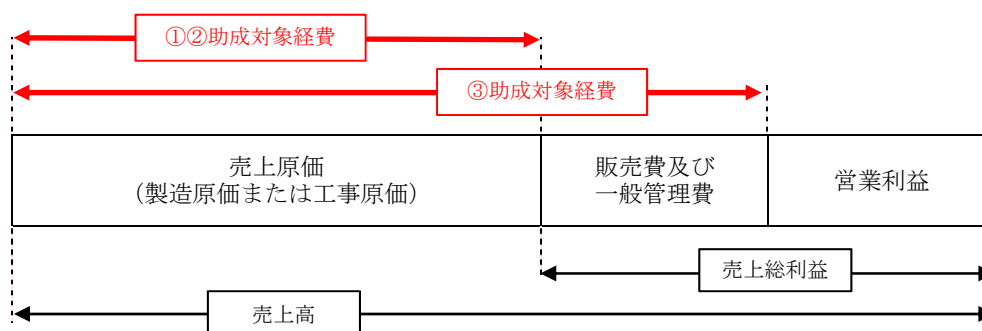 ①②助成対象経費
③助成対象経費
売上原価
（製造原価または工事原価）
販売費及び
一般管理費
営業利益
売上総利益
売上高